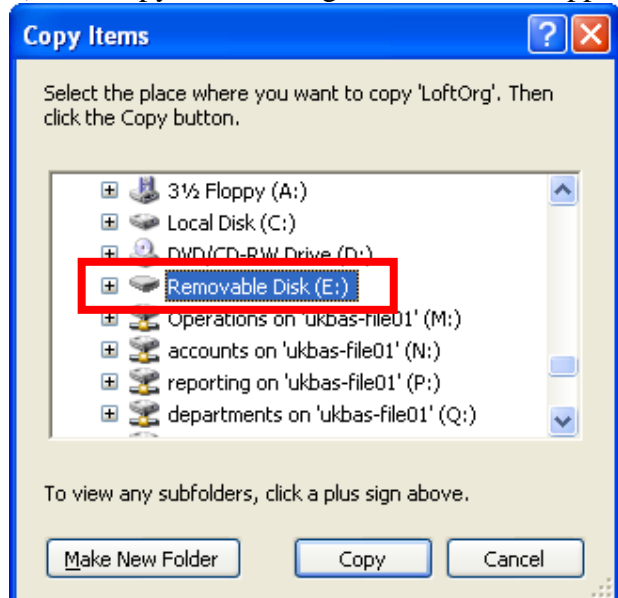 Copy Items
Select the place where you want to copy 'LoftOrg'. Then
click the Copy button.
3½ Floppy (A:)
Local Disk (C:)
DVD/CD-RW Drive (D:)
Removable Disk (E:)
Operations on 'ukbas-file01' (M:)
accounts on 'ukbas-file01' (N:)
reporting on 'ukbas-file01' (P:)
departments on 'ukbas-file01' (Q:)
To view any subfolders, click a plus sign above.
Make New Folder Copy Cancel